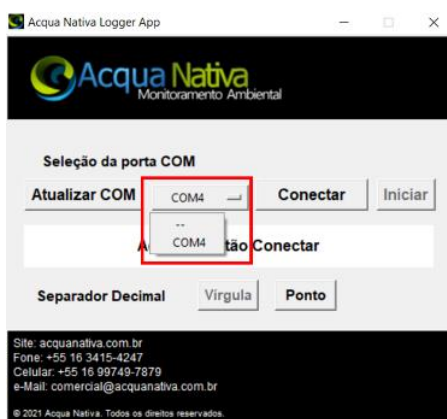 Acqua Nativa Logger App
Acqua Nativa
Monitoramento Ambiental
Seleção da porta COM
Atualizar COM COM4 Conectar Iniciar
--
COM4
A tão Conectar
Separador Decimal Vírgula Ponto
Site: acquanativa.com.br
Fone: +55 16 3415-4247
Celular: +55 16 99749-7879
e-Mail: comercial@acquanativa.com.br
© 2021 Acqua Nativa. Todos os direitos reservados.